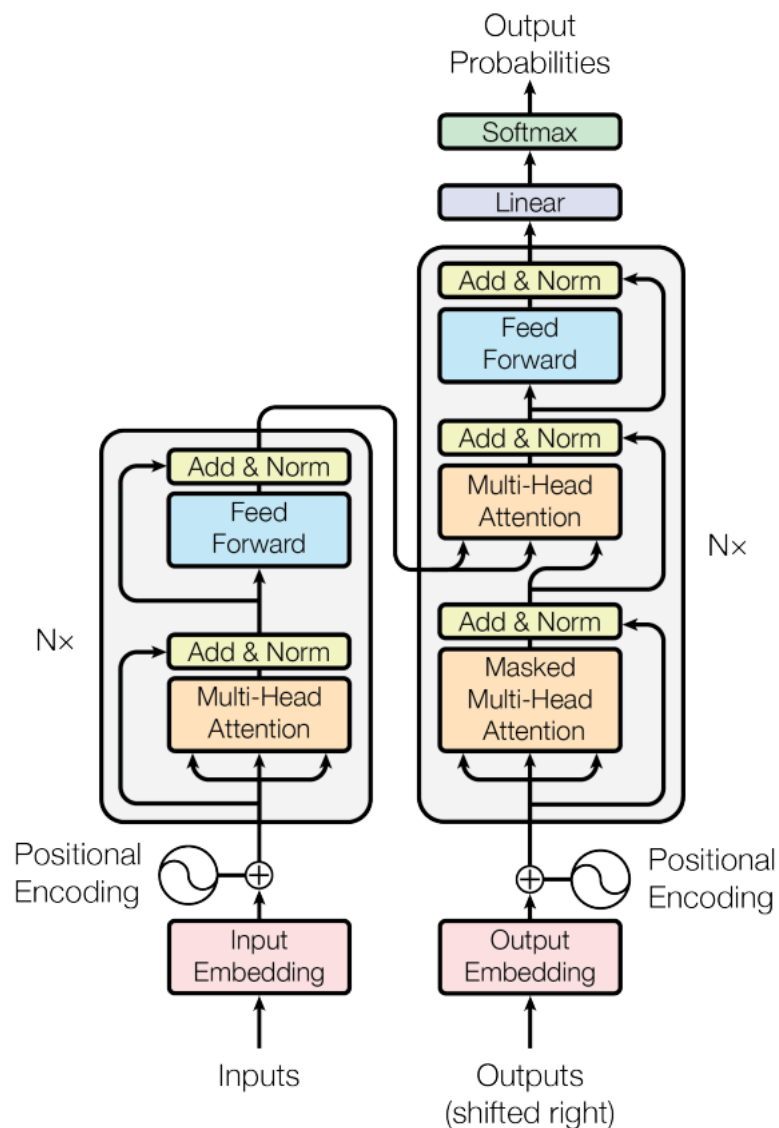 Output
Probabilities
Softmax
Linear
Add & Norm
Feed
Forward
Add & Norm
Multi-Head
Attention
Add & Norm
Masked
Multi-Head
Attention
N×
Add & Norm
Feed
Forward
Add & Norm
Multi-Head
Attention
N×
Positional
Encoding
Positional
Encoding
Input
Embedding
Output
Embedding
Inputs
Outputs
(shifted right)